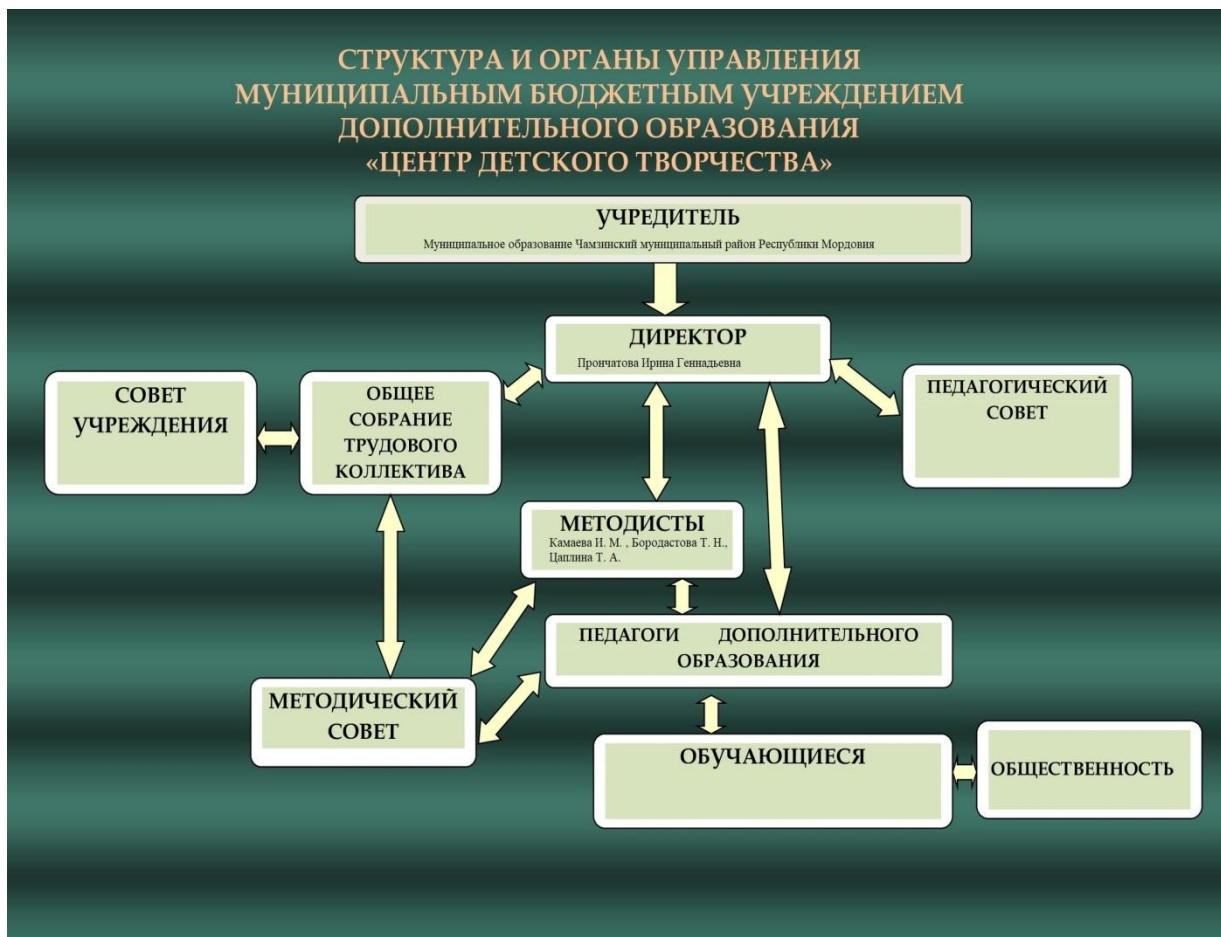 СТРУКТУРА И ОРГАНЫ УПРАВЛЕНИЯ
МУНИЦИПАЛЬНЫМ БЮДЖЕТНЫМ УЧРЕЖДЕНИЕМ
ДОПОЛНИТЕЛЬНОГО ОБРАЗОВАНИЯ
«ЦЕНТР ДЕТСКОГО ТВОРЧЕСТВА»
УЧРЕДИТЕЛЬ
Муниципальное образование Чамзинский муниципальный район Республики Мордовия
ДИРЕКТОР
Прончатова Ирина Геннадьевна
СОВЕТ
УЧРЕЖДЕНИЯ
ОБЩЕЕ
СОБРАНИЕ
ТРУДОВОГО
КОЛЛЕКТИВА
ПЕДАГОГИЧЕСКИЙ
СОВЕТ
МЕТОДИСТЫ
Камаева И. М. , Бородастова Т. Н.,
Цаплина Т. А.
ПЕДАГОГИ ДОПОЛНИТЕЛЬНОГО
ОБРАЗОВАНИЯ
МЕТОДИЧЕСКИЙ
СОВЕТ
ОБУЧАЮЩИЕСЯ
ОБЩЕСТВЕННОСТЬ